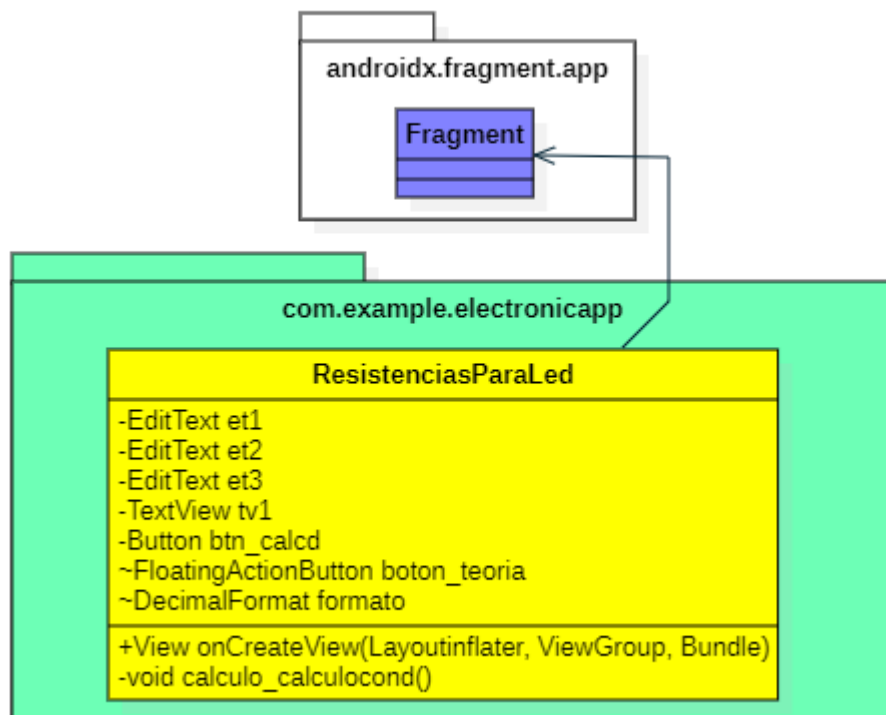 androidx.fragment.app
Fragment
com.example.electronicapp
ResistenciasParaLed
-EditText et1
-EditText et2
-EditText et3
-TextView tv1
-Button btn_calcd
~FloatingActionButton boton_teoria
~DecimalFormat formato
+View onCreateView(Layoutinflater, ViewGroup, Bundle)
-void calculo_calculocond()